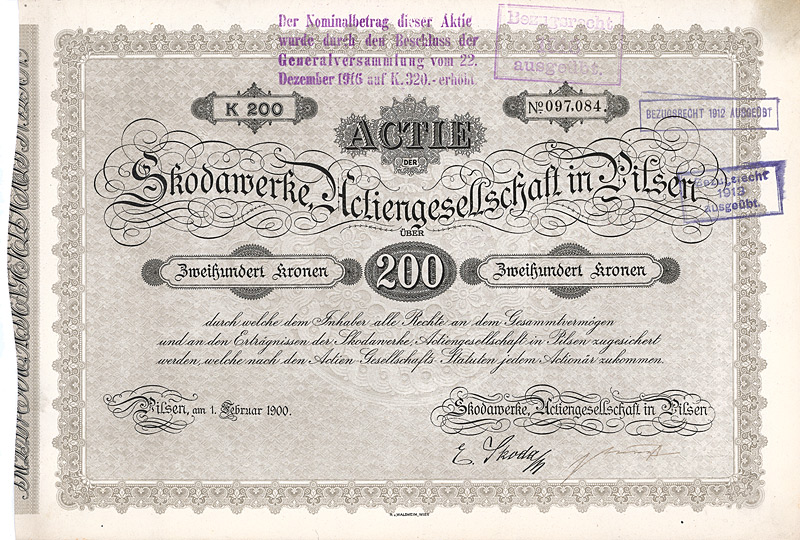 Der Nominalbetrag dieser Aktie
wurde durch den Beschluss der
Generalversammlung vom 22.
Dezember 1916 auf K. 320.- erhöht.
Bezugsrecht
ausgeübt.
K 200
No 097,084.
BEZUGSRECHT 1912 AUSGEÜBT
ACTIE
DER
Skodawerke, Actiengesellschaft in Pilsen
Bezugsrecht
1913
ausgeübt.
ÜBER
Zweihundert Kronen
200
Zweihundert Kronen
durch welche dem Inhaber alle Rechte an dem Gesammtvermögen
und an den Erträgnissen der Skodawerke, Actiengesellschaft in Pilsen zugesichert
werden, welche nach den Actien Gesellschafts Statuten jedem Actionär zukommen.
Pilsen, am 1. Februar 1900.
Skodawerke, Actiengesellschaft in Pilsen
E. Skoda
R. v. WALDHEIM, WIEN